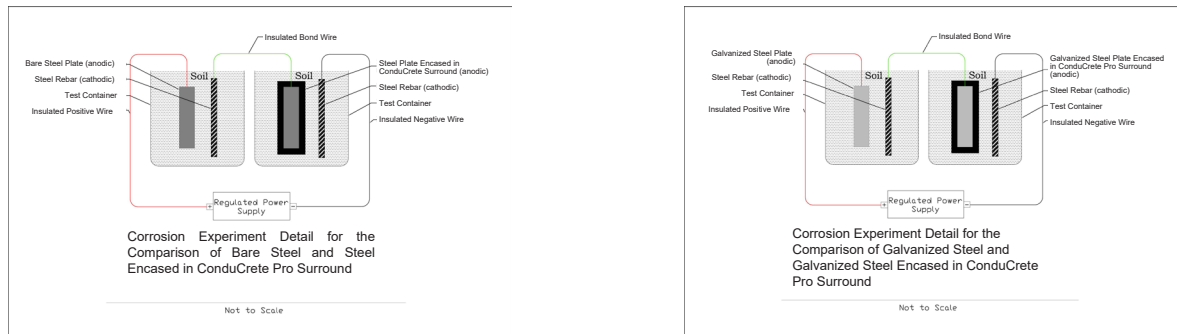 Insulated Bond Wire
Bare Steel Plate (anodic)
Steel Rebar (cathodic)
Test Container
Insulated Positive Wire
Soil
Soil
Steel Plate Encased in
ConduCrete Surround (anodic)
Steel Rebar (cathodic)
Test Container
Insulated Negative Wire
+
Regulated Power
Supply
−
Corrosion Experiment Detail for the
Comparison of Bare Steel and Steel
Encased in ConduCrete Pro Surround
Not to Scale
Insulated Bond Wire
Galvanized Steel Plate
(anodic)
Steel Rebar (cathodic)
Test Container
Insulated Positive Wire
Soil
Soil
Galvanized Steel Plate Encased
in ConduCrete Pro Surround
(anodic)
Steel Rebar (cathodic)
Test Container
Insulated Negative Wire
+
Regulated Power
Supply
−
Corrosion Experiment Detail for the
Comparison of Galvanized Steel and
Galvanized Steel Encased in ConduCrete
Pro Surround
Not to Scale